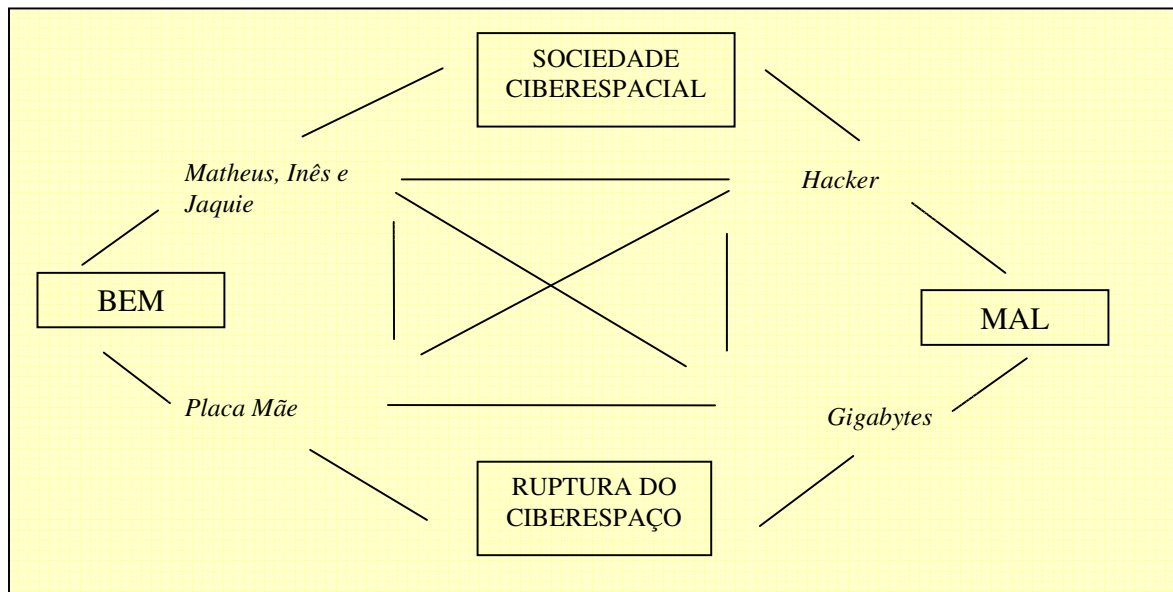 SOCIEDADE
CIBERESPACIAL
Matheus, Inês e
Jaquie
Hacker
BEM
MAL
Placa Mãe
Gigabytes
RUPTURA DO
CIBERESPAÇO